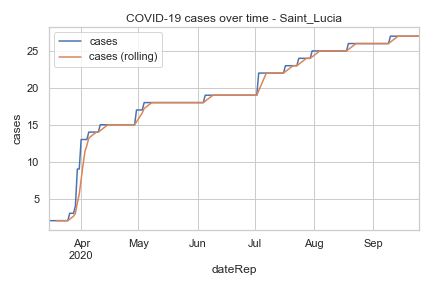 COVID-19 cases over time - Saint_Lucia
cases
cases (rolling)
cases
25
20
15
10
5
Apr May Jun Jul Aug Sep
2020
dateRep